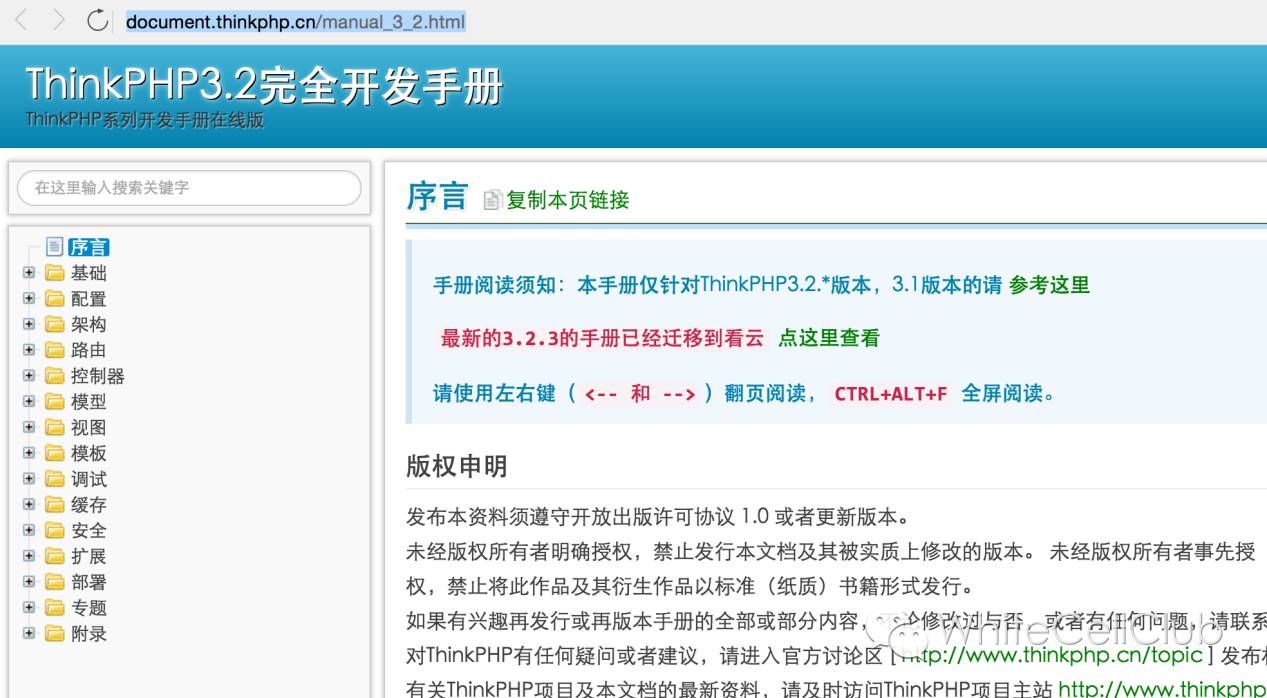 document.thinkphp.cn/manual_3_2.html
ThinkPHP3.2完全开发手册
ThinkPHP系列开发手册在线版
在这里输入搜索关键字
序言
基础
配置
架构
路由
控制器
模型
视图
模板
调试
缓存
安全
扩展
部署
专题
附录
序言 复制本页链接
手册阅读须知：本手册仅针对ThinkPHP3.2.*版本，3.1版本的请 参考这里
最新的3.2.3的手册已经迁移到看云 点这里查看
请使用左右键（ <-- 和 --> ）翻页阅读， CTRL+ALT+F 全屏阅读。
版权申明
发布本资料须遵守开放出版许可协议 1.0 或者更新版本。
未经版权所有者明确授权，禁止发行本文档及其被实质上修改的版本。 未经版权所有者事先授
权，禁止将此作品及其衍生作品以标准（纸质）书籍形式发行。
如果有兴趣再发行或再版本手册的全部或部分内容，论修改过与否，或者有任何问题，请联系
对ThinkPHP有任何疑问或者建议，请进入官方讨论区 [ http://www.thinkphp.cn/topic ] 发布
有关ThinkPHP项目及本文档的最新资料，请及时访问ThinkPHP项目主站 http://www.thinkphp
WhiteCellClub